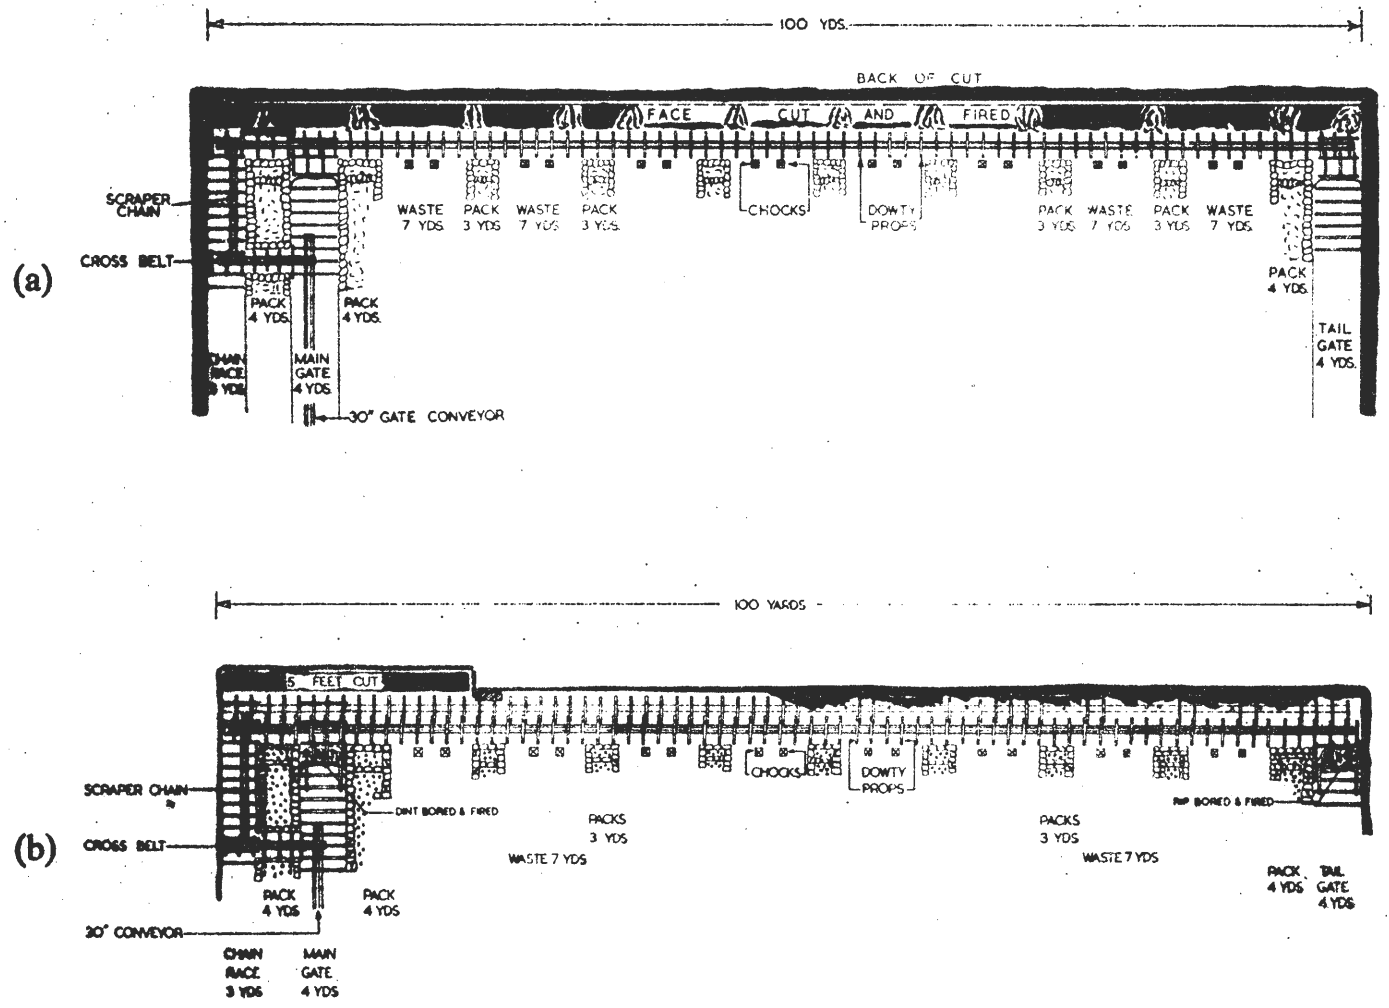 100 YDS.
BACK OF CUT
FACE CUT AND FIRED
SCRAPER
CHAIN
WASTE
7 YDS.
PACK
3 YDS
WASTE
7 YDS.
PACK
3 YDS.
CHOCKS
DOWTY
PROPS
PACK
3 YDS.
WASTE
7 YDS.
PACK
3 YDS
WASTE
7 YDS.
CROSS BELT
(a)
PACK
4 YDS.
PACK
4 YDS.
PACK
4 YDS.
CHAIN
RACE
3 YDS
MAIN
GATE
4 YDS.
TAIL
GATE
4 YDS.
30" GATE CONVEYOR
100 YARDS
5 FEET CUT
SCRAPER CHAIN
CHOCKS
DOWTY
PROPS
DINT BORED & FIRED
RIP BORED & FIRED
PACKS
3 YDS
PACKS
3 YDS
CROSS BELT
(b)
WASTE 7 YDS
WASTE 7 YDS
PACK
4 YDS
PACK
4 YDS
PACK
4 YDS
TAIL
GATE
4 YDS
30" CONVEYOR
CHAIN
RACE
3 YDS
MAIN
GATE
4 YDS